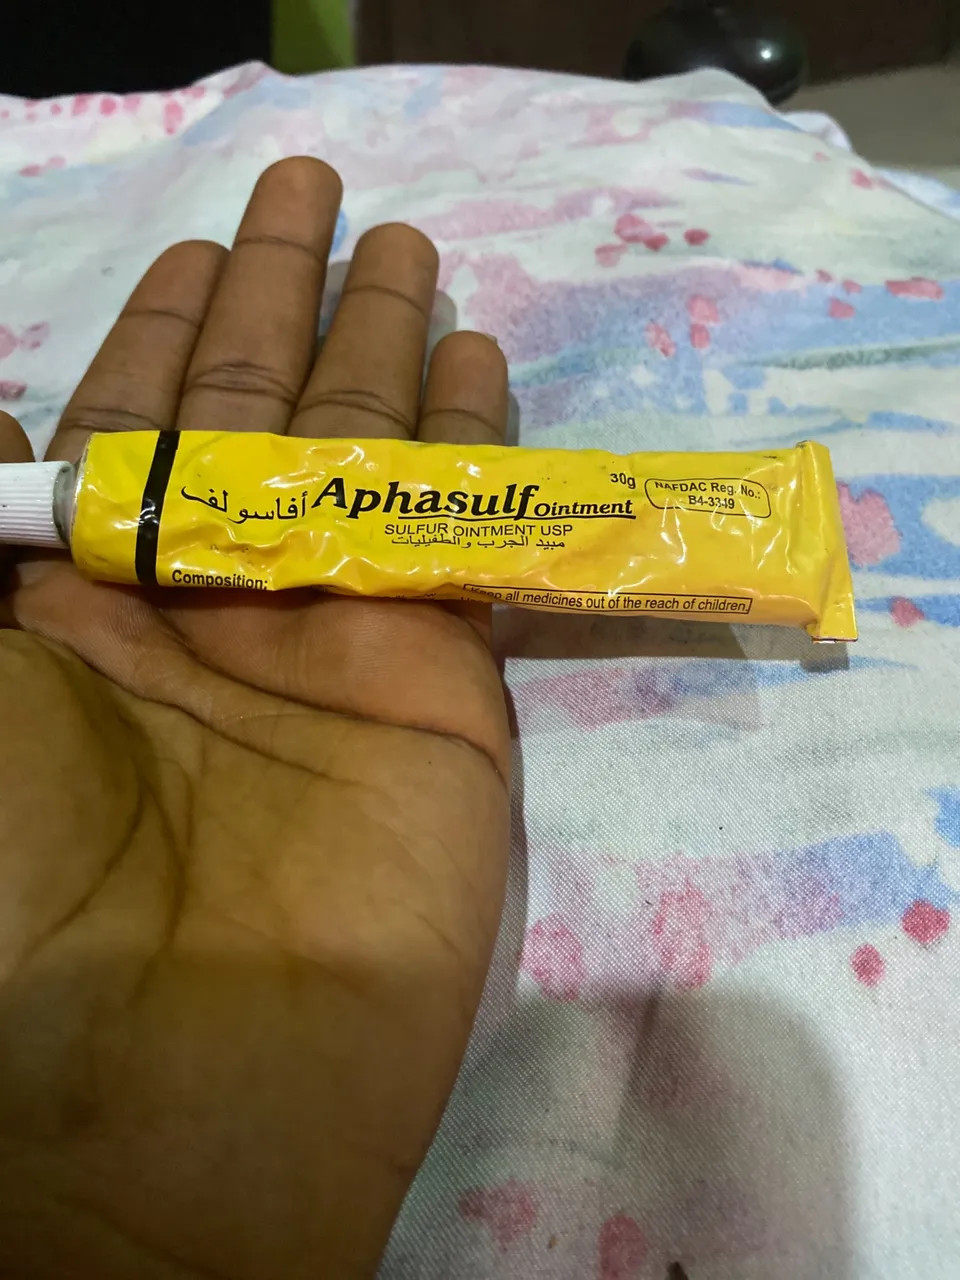 أفاسولف Aphasulf ointment 30g
NAFDAC Reg. No.:
B4-3349
SULFUR OINTMENT USP
مبيد الجرب والطفيليات
Composition:
Keep all medicines out of the reach of children.